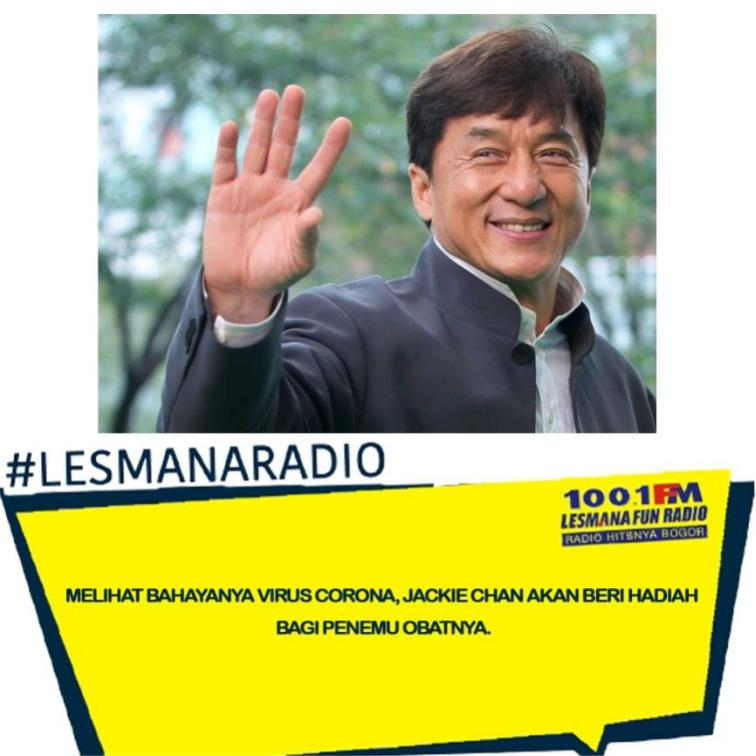 #LESMANARADIO
100.1FM
LESMANA FUN RADIO
RADIO HITSNYA BOGOR
MELIHAT BAHAYANYA VIRUS CORONA, JACKIE CHAN AKAN BERI HADIAH
BAGI PENEMU OBATNYA.